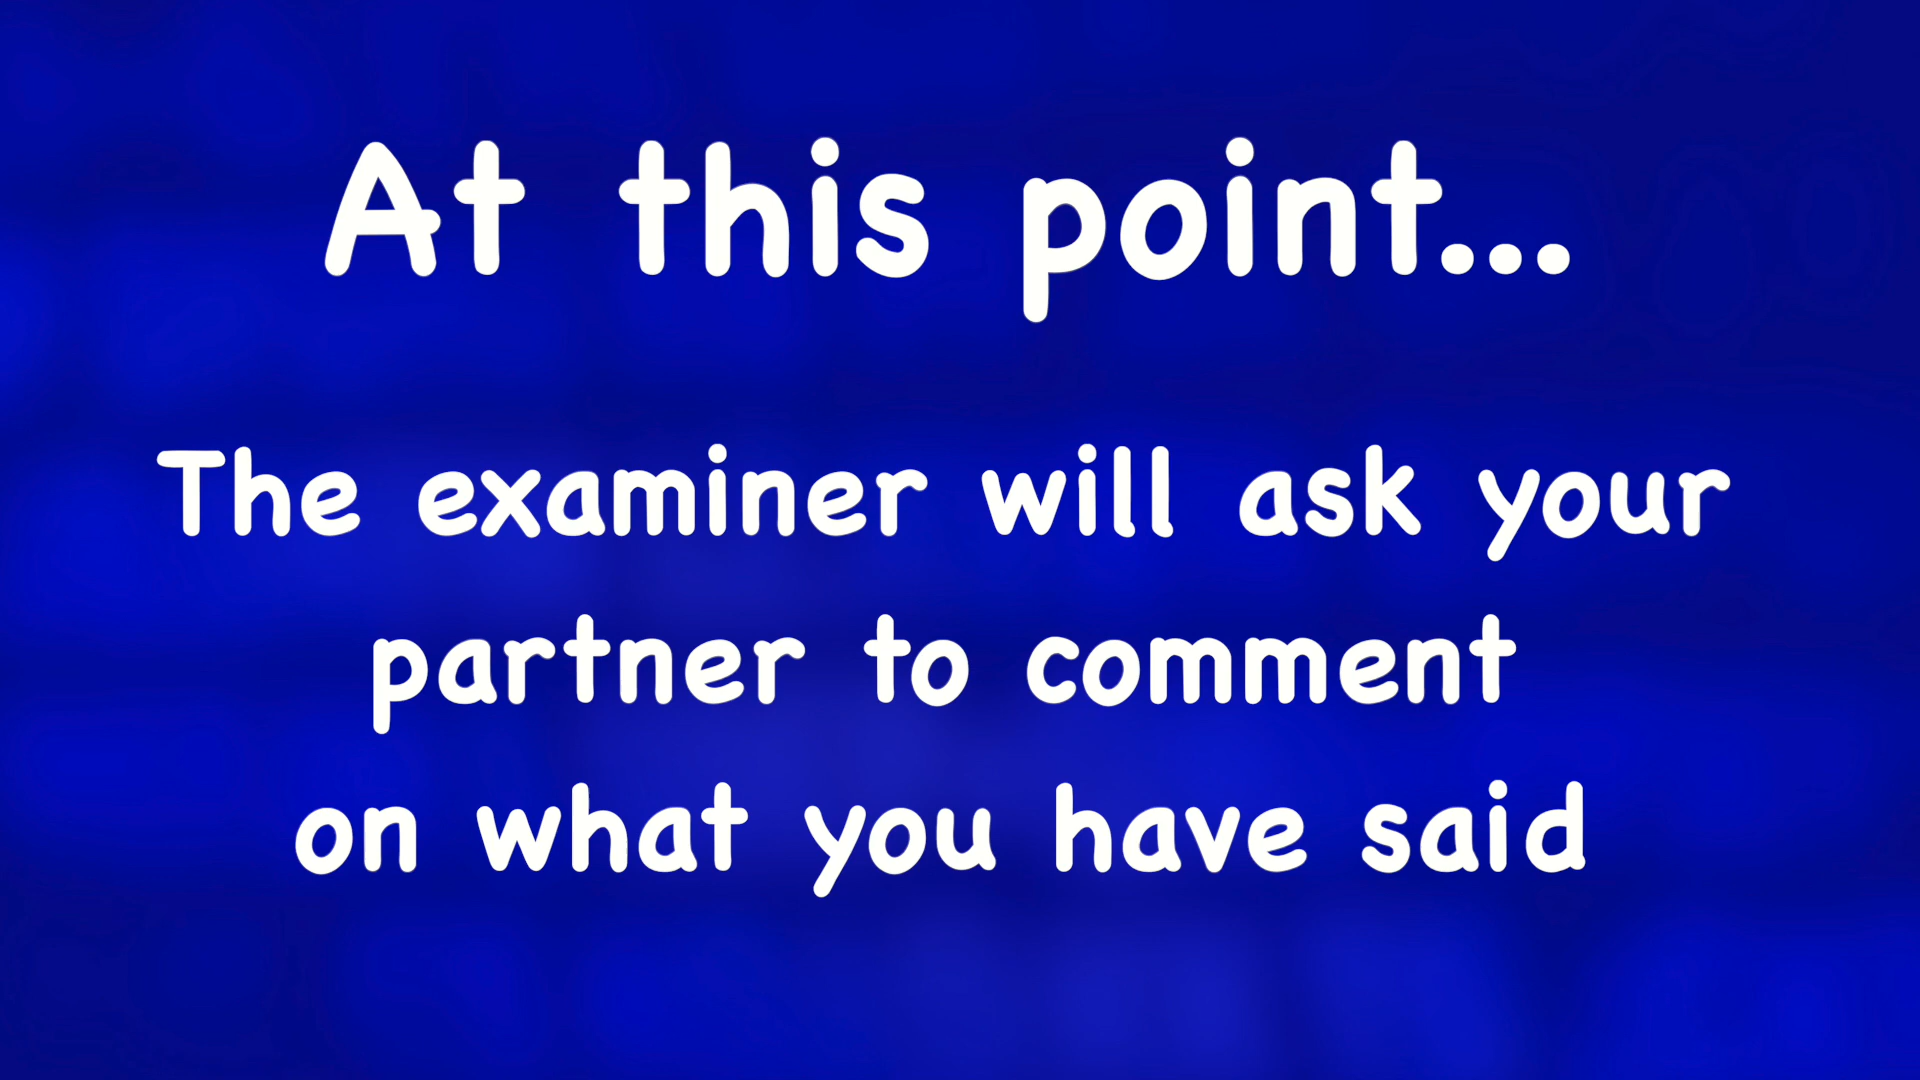 At this point...
The examiner will ask your
partner to comment
on what you have said